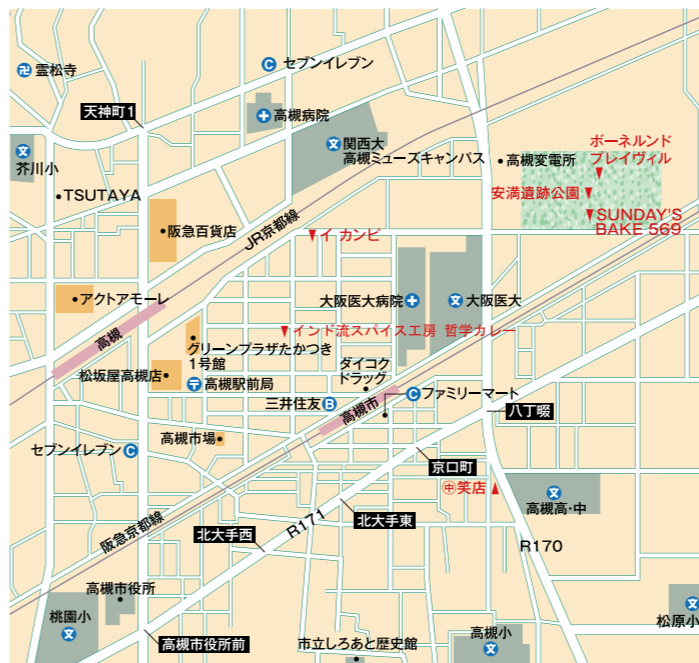 C セブンイレブン
卍 霊松寺
天神町1
高槻病院
文
関西大
高槻ミューズキャンパス
高槻変電所
ボーネルンド
プレイヴィル
文
芥川小
TSUTAYA
安満遺跡公園
SUNDAY'S
BAKE 569
阪急百貨店
JR京都線
イ カンピ
アクトアモーレ
大阪医大病院
文 大阪医大
高槻
インド流スパイス工房 哲学カレー
グリーンプラザたかつき
1号館
松坂屋高槻店
〒 高槻駅前局
ダイコク
ドラッグ
三井住友 B
高槻市
C ファミリーマート
八丁畷
高槻市場
セブンイレブン C
京口町
㊥笑店
文
高槻高・中
阪急京都線
北大手西
R171
北大手東
R170
高槻市役所
桃園小
文
高槻市役所前
市立しろあと歴史館
高槻小
文
文
松原小